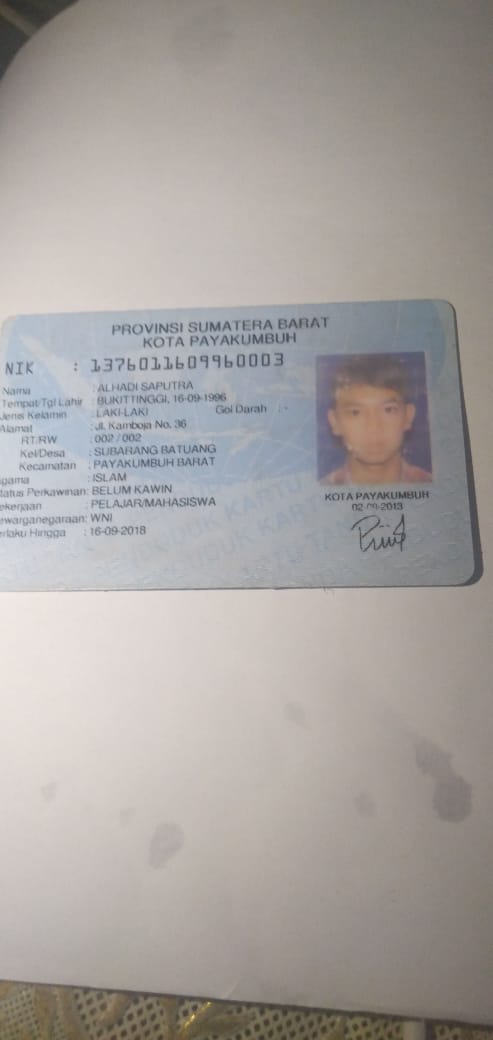 PROVINSI SUMATERA BARAT
KOTA PAYAKUMBUH
NIK : 1376011609960003
Nama : ALHADI SAPUTRA
Tempat/Tgl Lahir : BUKITTINGGI, 16-09-1996
Jenis Kelamin : LAKI-LAKI Gol Darah : -
Alamat : JL. Kamboja No. 36
RT/RW : 002 / 002
Kel/Desa : SUBARANG BATUANG
Kecamatan : PAYAKUMBUH BARAT
gama : ISLAM
tatus Perkawinan: BELUM KAWIN
ekerjaan : PELAJAR/MAHASISWA
ewarganegaraan: WNI
erlaku Hingga : 16-09-2018
KOTA PAYAKUMBUH